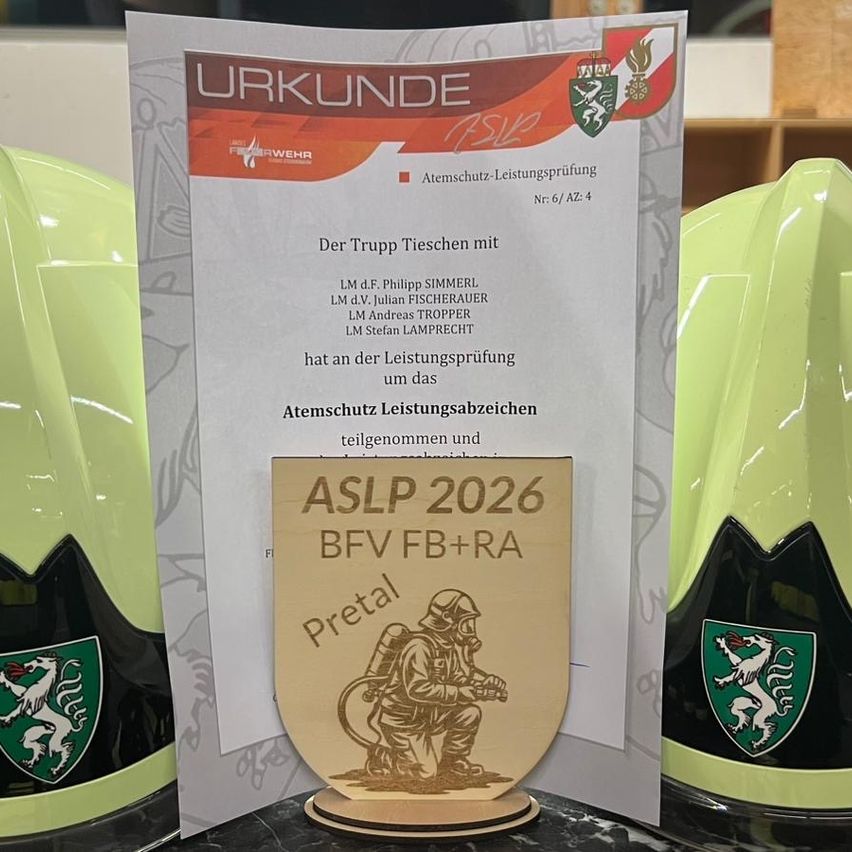 URKUNDE
ASLP
LANDES
FEUERWEHR
Atemschutz-Leistungsprüfung
Nr: 6/ AZ: 4
Der Trupp Tieschen mit
LM d.F. Philipp SIMMERL
LM d.V. Julian FISCHERAUER
LM Andreas TROPPER
LM Stefan LAMPRECHT
hat an der Leistungsprüfung
um das
Atemschutz Leistungsabzeichen
teilgenommen und
ASLP 2026
BFV FB+RA
Pretal